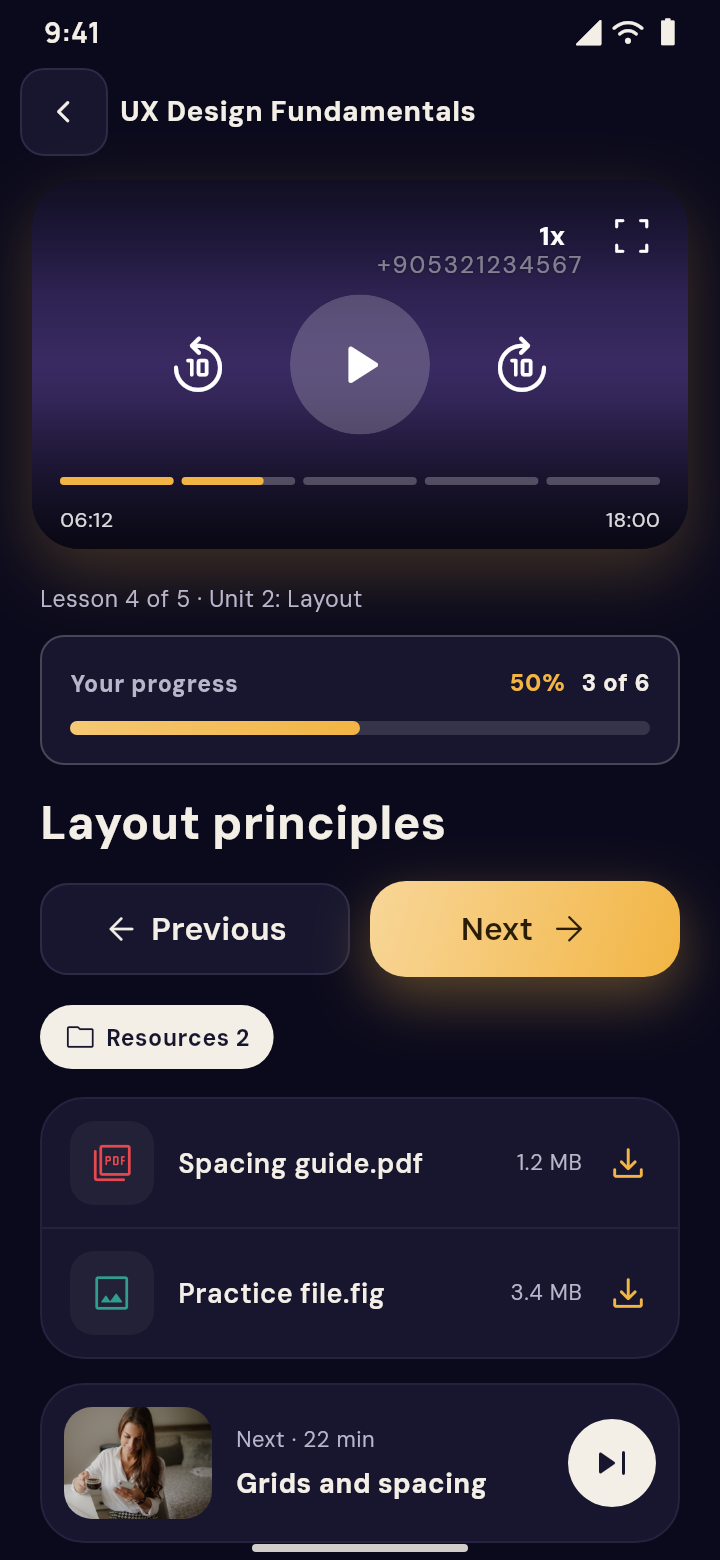 9:41
UX Design Fundamentals
1x
+905321234567
10
10
06:12
18:00
Lesson 4 of 5 · Unit 2: Layout
Your progress
50% 3 of 6
Layout principles
Previous
Next
Resources 2
PDF
Spacing guide.pdf
1.2 MB
Practice file.fig
3.4 MB
Next · 22 min
Grids and spacing